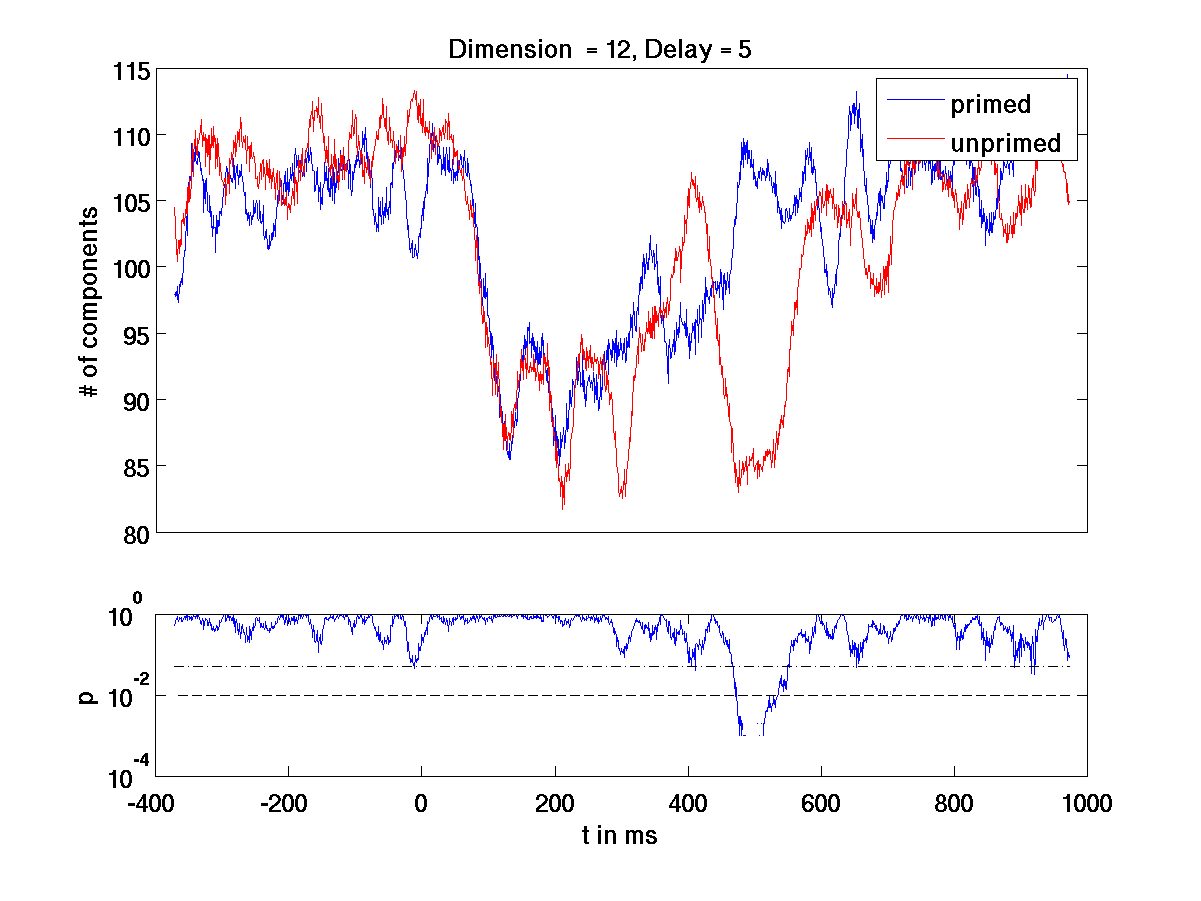 Dimension = 12, Delay = 5
115
110
105
100
95
90
85
80
# of components
primed
unprimed
10^0
10^-2
10^-4
p
-400 -200 0 200 400 600 800 1000
t in ms